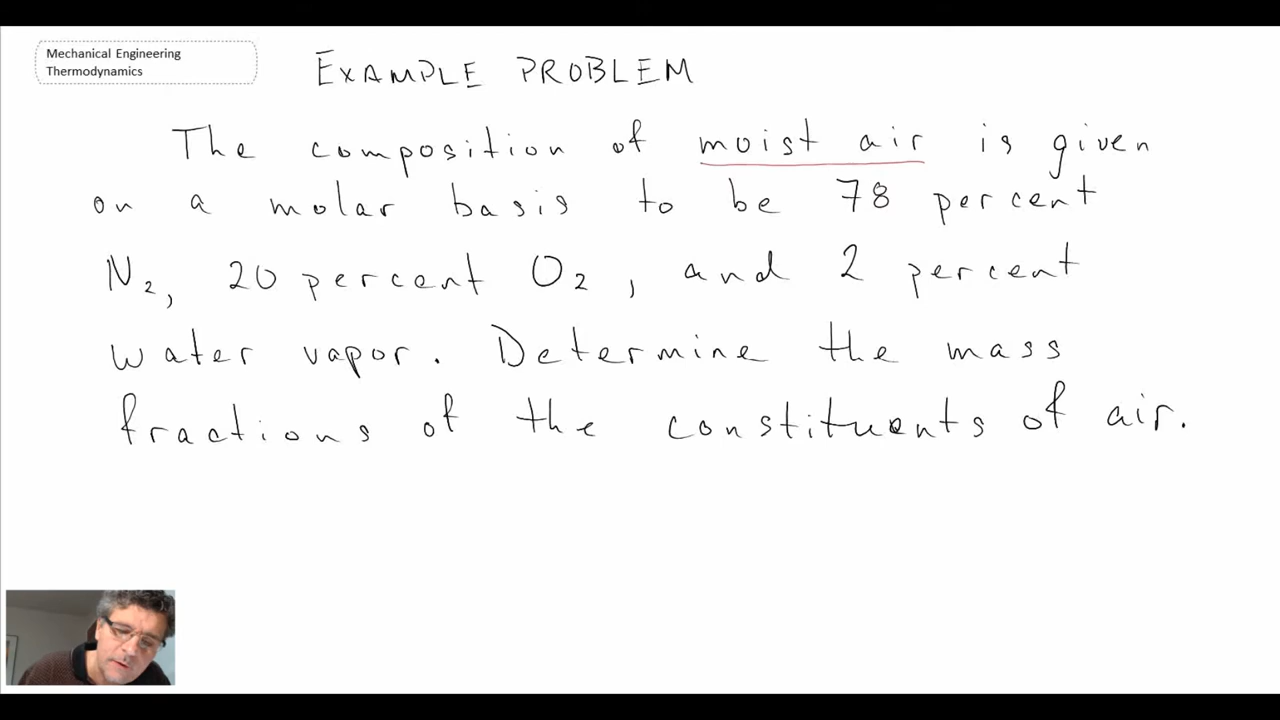 Mechanical Engineering
Thermodynamics
EXAMPLE PROBLEM
The composition of moist air is given
on a molar basis to be 78 percent
N₂, 20 percent O₂, and 2 percent
water vapor. Determine the mass
fractions of the constituents of air.